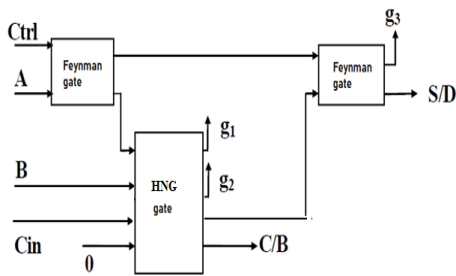 g3
Ctrl
Feynman
gate
Feynman
gate
A
S/D
g1
B
HNG
gate
g2
Cin
C/B
0